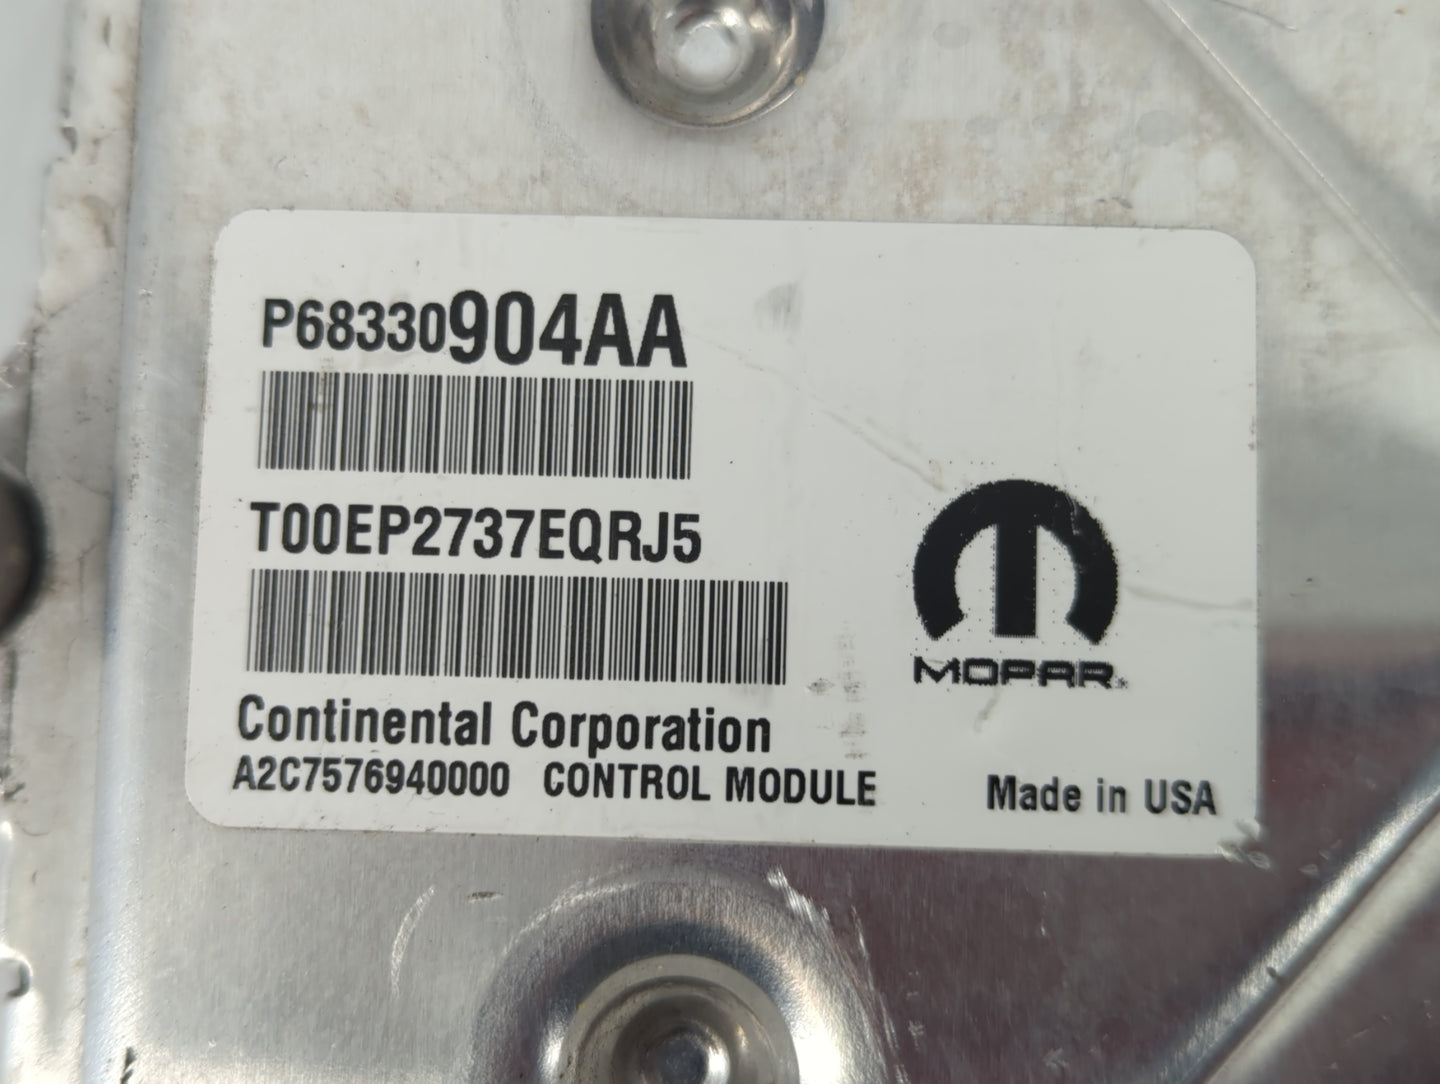 P68330904AA
T00EP2737EQRJ5
MOPAR
Continental Corporation
A2C7576940000 CONTROL MODULE
Made in USA